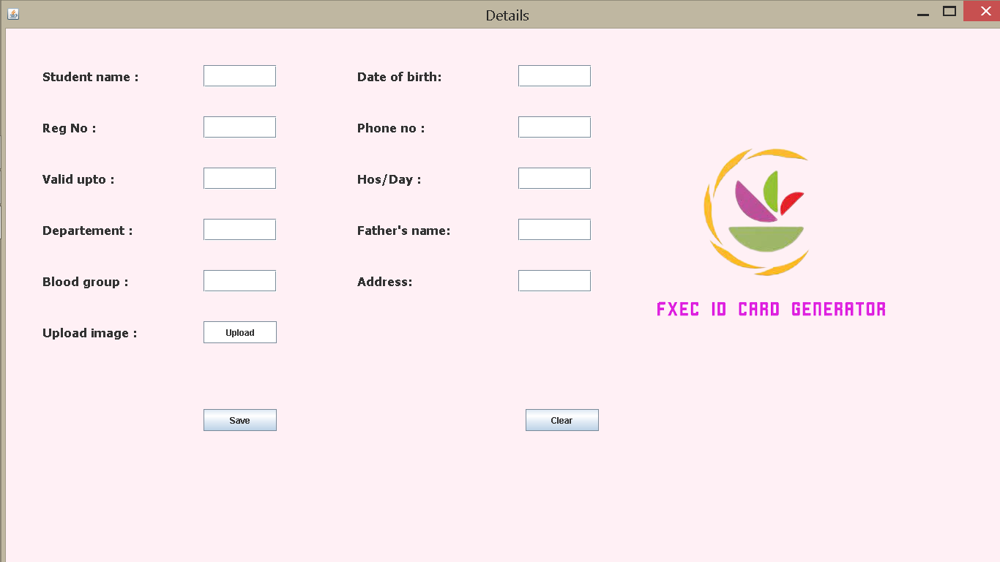 Details
Student name :
Date of birth:
Reg No :
Phone no :
Valid upto :
Hos/Day :
Departement :
Father's name:
Blood group :
Address:
FXEC ID CARD GENERATOR
Upload image :
Upload
Save
Clear